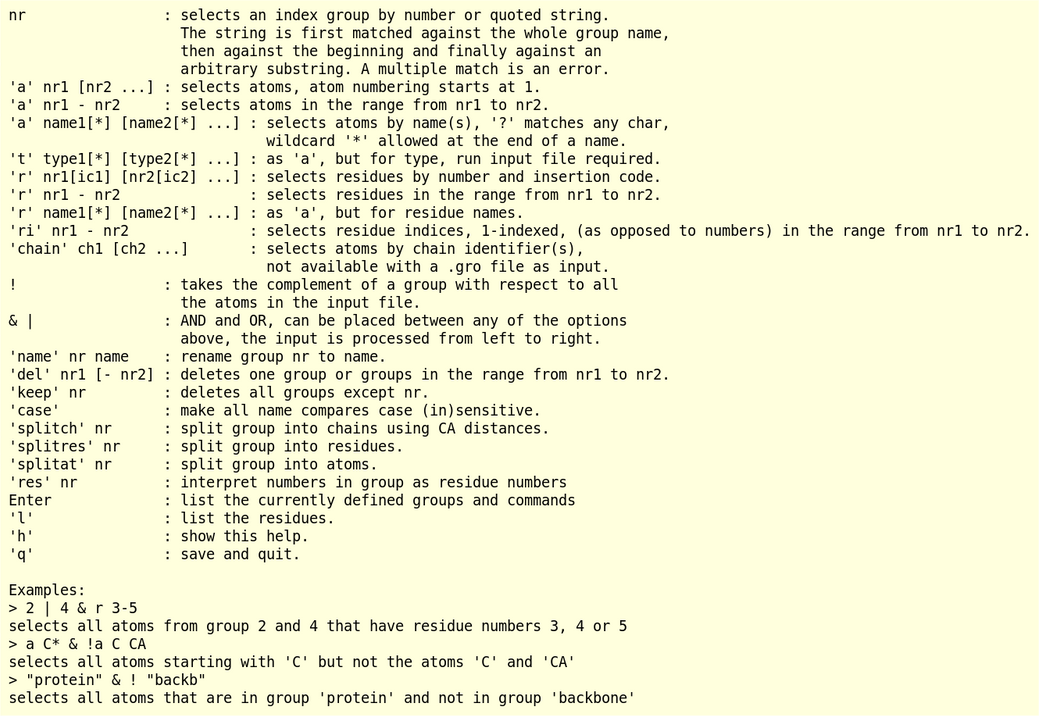 nr                : selects an index group by number or quoted string.
                    The string is first matched against the whole group name,
                    then against the beginning and finally against an
                    arbitrary substring. A multiple match is an error.
'a' nr1 [nr2 ...] : selects atoms, atom numbering starts at 1.
'a' nr1 - nr2     : selects atoms in the range from nr1 to nr2.
'a' name1[*] [name2[*] ...] : selects atoms by name(s), '?' matches any char,
                              wildcard '*' allowed at the end of a name.
't' type1[*] [type2[*] ...] : as 'a', but for type, run input file required.
'r' nr1[ic1] [nr2[ic2] ...] : selects residues by number and insertion code.
'r' nr1 - nr2               : selects residues in the range from nr1 to nr2.
'r' name1[*] [name2[*] ...] : as 'a', but for residue names.
'ri' nr1 - nr2              : selects residue indices, 1-indexed, (as opposed to numbers) in the range from nr1 to nr2.
'chain' ch1 [ch2 ...]       : selects atoms by chain identifier(s),
                              not available with a .gro file as input.
!                 : takes the complement of a group with respect to all
                    the atoms in the input file.
& |               : AND and OR, can be placed between any of the options
                    above, the input is processed from left to right.
'name' nr name    : rename group nr to name.
'del' nr1 [- nr2] : deletes one group or groups in the range from nr1 to nr2.
'keep' nr         : deletes all groups except nr.
'case'            : make all name compares case (in)sensitive.
'splitch' nr      : split group into chains using CA distances.
'splitres' nr     : split group into residues.
'splitat' nr      : split group into atoms.
'res' nr          : interpret numbers in group as residue numbers
Enter             : list the currently defined groups and commands
'l'               : list the residues.
'h'               : show this help.
'q'               : save and quit.

Examples:
> 2 | 4 & r 3-5
selects all atoms from group 2 and 4 that have residue numbers 3, 4 or 5
> a C* & !a C CA
selects all atoms starting with 'C' but not the atoms 'C' and 'CA'
> "protein" & ! "backb"
selects all atoms that are in group 'protein' and not in group 'backbone'